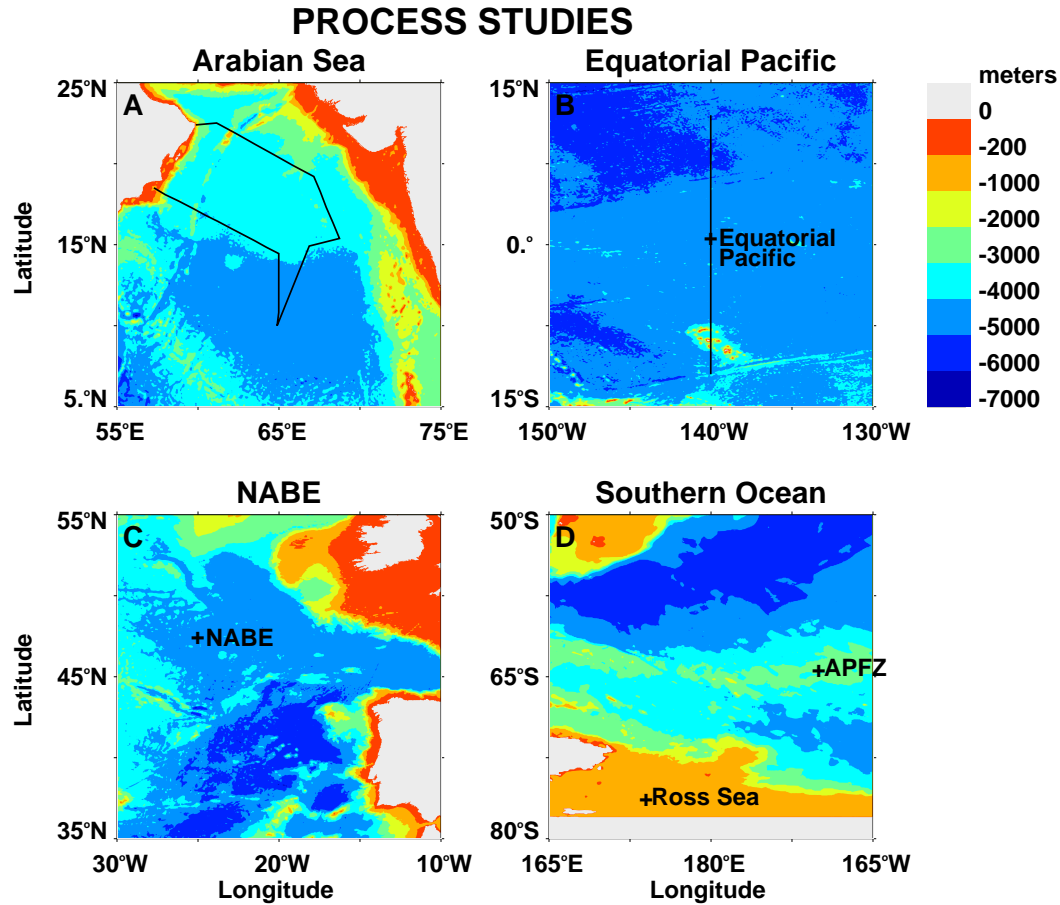 PROCESS STUDIES
Arabian Sea
Equatorial Pacific
A
B
25°N
15°N
5.°N
Latitude
55°E
65°E
75°E
15°N
0.°
15°S
150°W
140°W
130°W
Equatorial
Pacific
meters
0
-200
-1000
-2000
-3000
-4000
-5000
-6000
-7000
NABE
Southern Ocean
C
D
55°N
45°N
35°N
Latitude
NABE
30°W
20°W
10°W
Longitude
50°S
65°S
80°S
APFZ
Ross Sea
165°E
180°E
165°W
Longitude